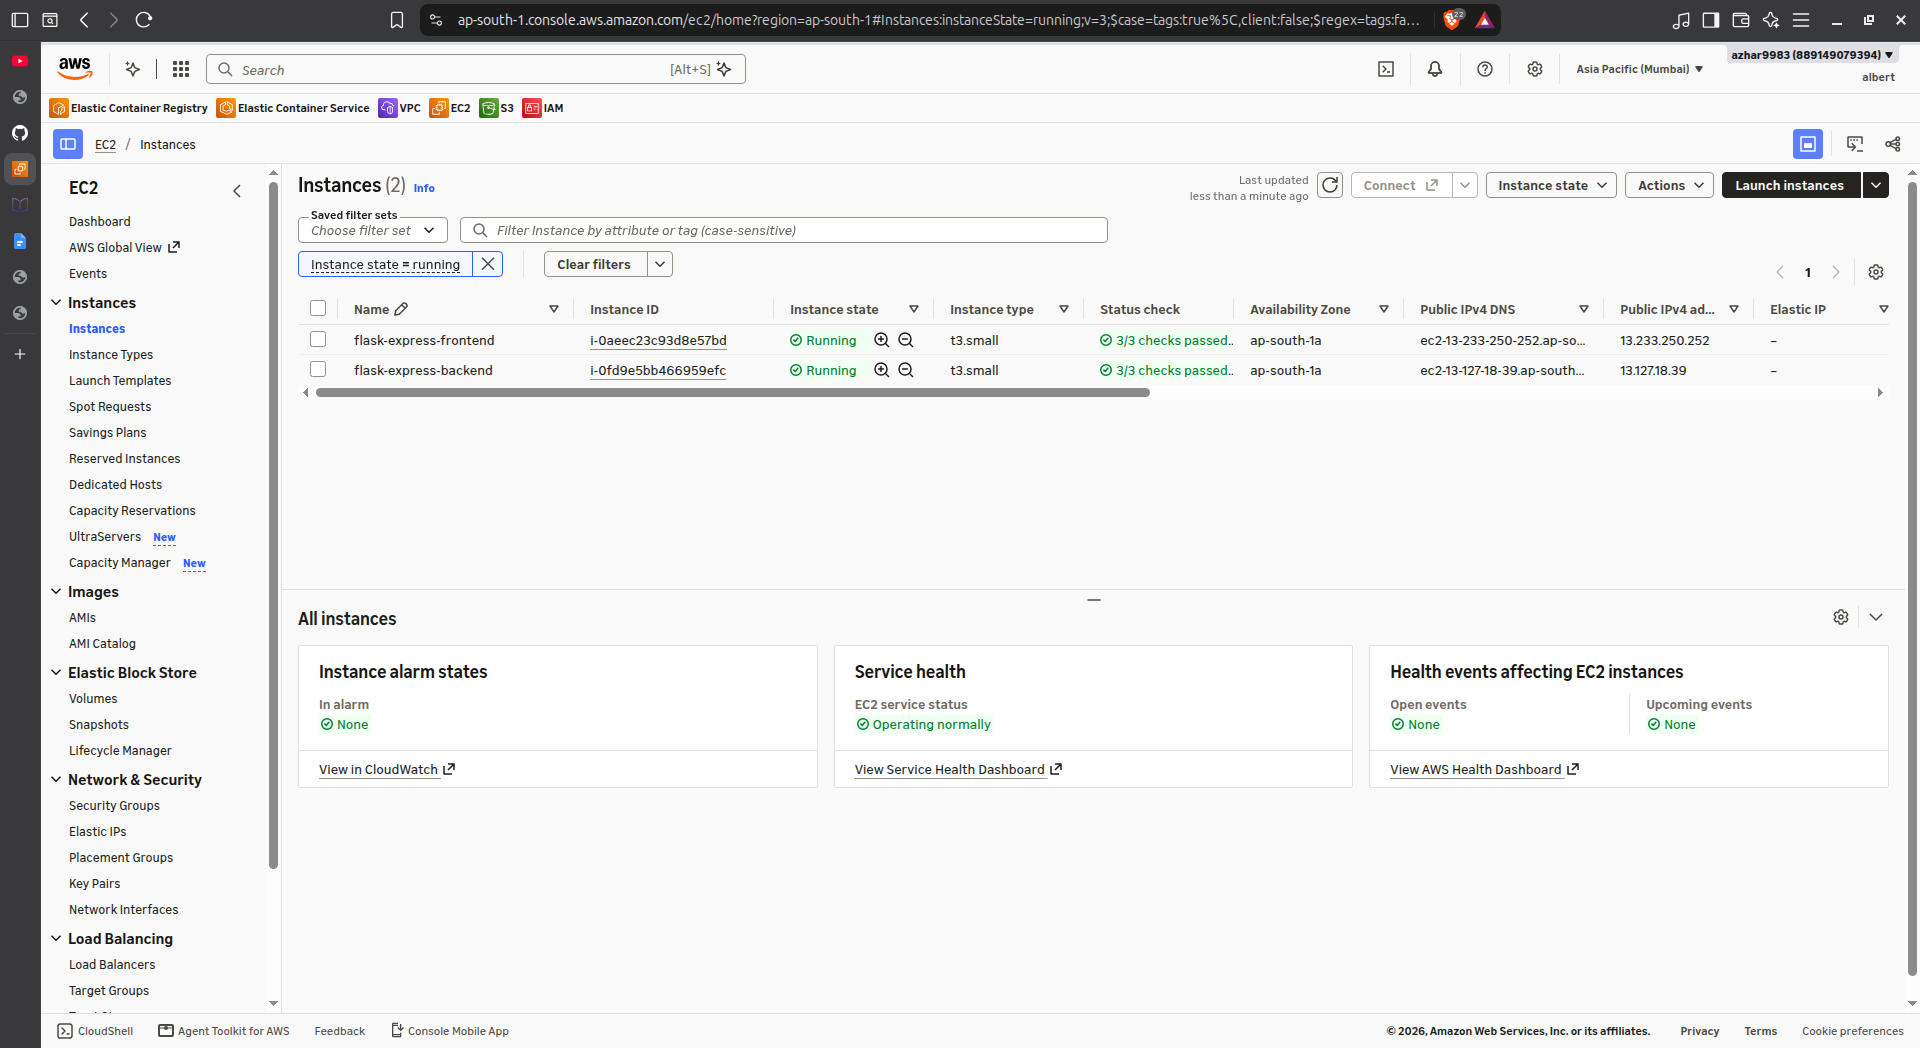 ap-south-1.console.aws.amazon.com/ec2/home?region=ap-south-1#Instances:instanceState=running;v=3;$case=tags:true%5C,client:false;$regex=tags:fa...
22
aws
Search
[Alt+S]
Asia Pacific (Mumbai)
azhar9983 (889149079394)
albert
Elastic Container Registry
Elastic Container Service
VPC
EC2
S3
IAM
EC2 / Instances
EC2
Dashboard
AWS Global View
Events
Instances
Instances
Instance Types
Launch Templates
Spot Requests
Savings Plans
Reserved Instances
Dedicated Hosts
Capacity Reservations
UltraServers New
Capacity Manager New
Images
AMIs
AMI Catalog
Elastic Block Store
Volumes
Snapshots
Lifecycle Manager
Network & Security
Security Groups
Elastic IPs
Placement Groups
Key Pairs
Network Interfaces
Load Balancing
Load Balancers
Target Groups
Instances (2) Info
Last updated
less than a minute ago
Connect
Instance state
Actions
Launch instances
Saved filter sets
Choose filter set
Filter Instance by attribute or tag (case-sensitive)
Instance state = running
Clear filters
1
Name Instance ID Instance state Instance type Status check Availability Zone Public IPv4 DNS Public IPv4 ad... Elastic IP
flask-express-frontend i-0aeec23c93d8e57bd Running t3.small 3/3 checks passed.. ap-south-1a ec2-13-233-250-252.ap-so... 13.233.250.252 –
flask-express-backend i-0fd9e5bb466959efc Running t3.small 3/3 checks passed.. ap-south-1a ec2-13-127-18-39.ap-south... 13.127.18.39 –
All instances
Instance alarm states
In alarm
None
View in CloudWatch
Service health
EC2 service status
Operating normally
View Service Health Dashboard
Health events affecting EC2 instances
Open events
None
Upcoming events
None
View AWS Health Dashboard
CloudShell
Agent Toolkit for AWS
Feedback
Console Mobile App
© 2026, Amazon Web Services, Inc. or its affiliates.
Privacy
Terms
Cookie preferences